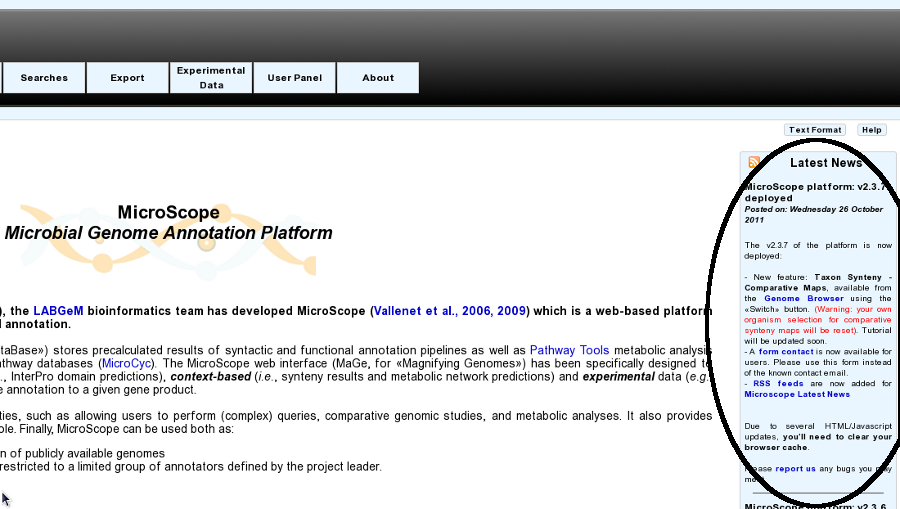 Searches
Export
Experimental
Data
User Panel
About
Text Format
Help
MicroScope
Microbial Genome Annotation Platform
), the LABGeM bioinformatics team has developed MicroScope (Vallenet et al., 2006, 2009) which is a web-based platform
l annotation.
taBase») stores precalculated results of syntactic and functional annotation pipelines as well as Pathway Tools metabolic analysis
thway databases (MicroCyc). The MicroScope web interface (MaGe, for «Magnifying Genomes») has been specifically designed to
., InterPro domain predictions), context-based (i.e., synteny results and metabolic network predictions) and experimental data (e.g.
e annotation to a given gene product.
ties, such as allowing users to perform (complex) queries, comparative genomic studies, and metabolic analyses. It also provides
ole. Finally, MicroScope can be used both as:
n of publicly available genomes
restricted to a limited group of annotators defined by the project leader.
Latest News
MicroScope platform: v2.3.7
deployed
Posted on: Wednesday 26 October
2011
The v2.3.7 of the platform is now
deployed:
- New feature: Taxon Synteny -
Comparative Maps, available from
the Genome Browser using the
«Switch» button. (Warning: your own
organism selection for comparative
synteny maps will be reset). Tutorial
will be updated soon.
- A form contact is now available for
users. Please use this form instead
of the known contact email.
- RSS feeds are now added for
Microscope Latest News
Due to several HTML/Javascript
updates, you'll need to clear your
browser cache.
Please report us any bugs you may
MicroScope platform: v2.3.6